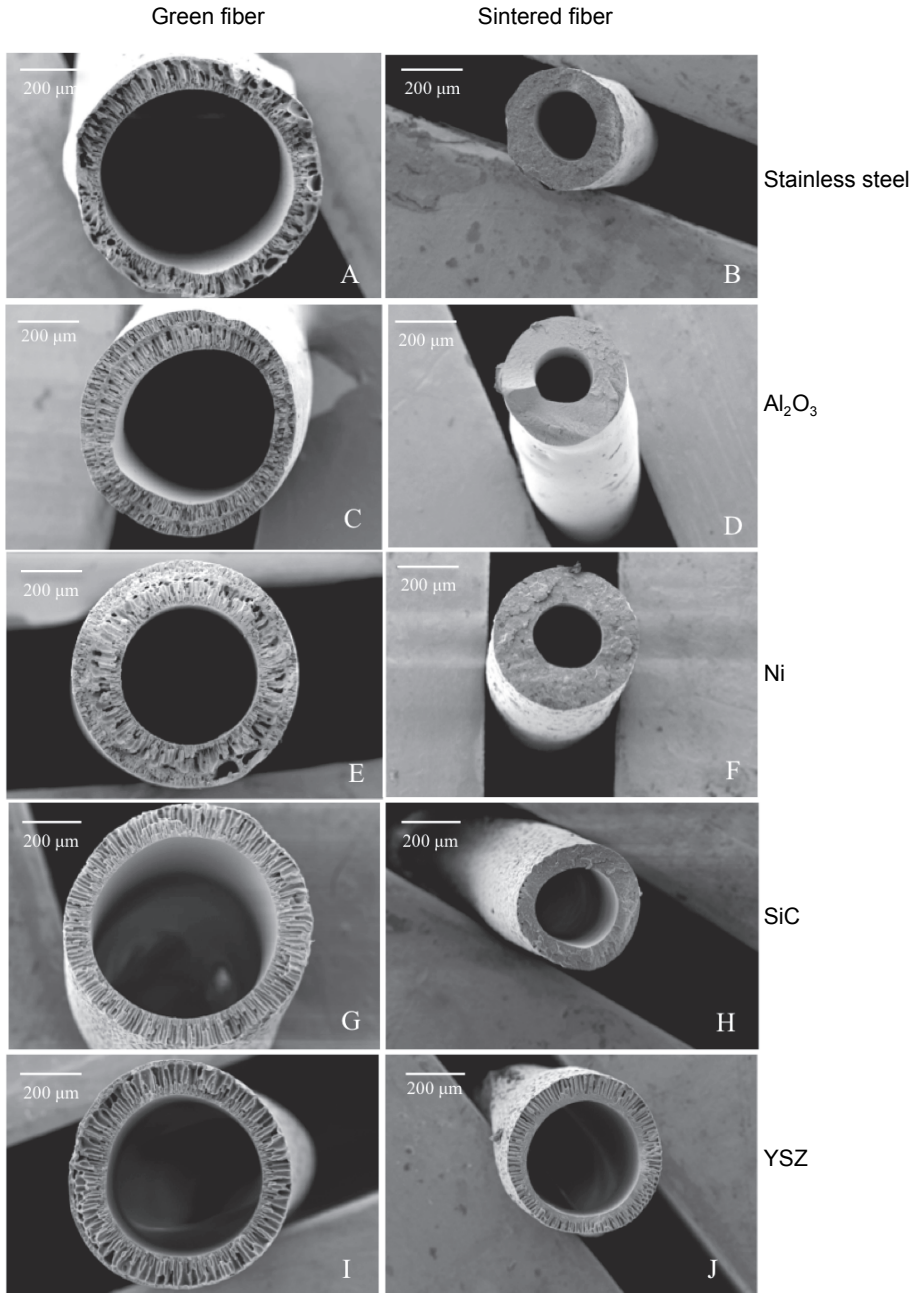 Green fiber Sintered fiber
200 μm 200 μm
A B Stainless steel
200 μm 200 μm
C D Al₂O₃
200 μm 200 μm
E F Ni
200 μm 200 μm
G H SiC
200 μm 200 μm
I J YSZ